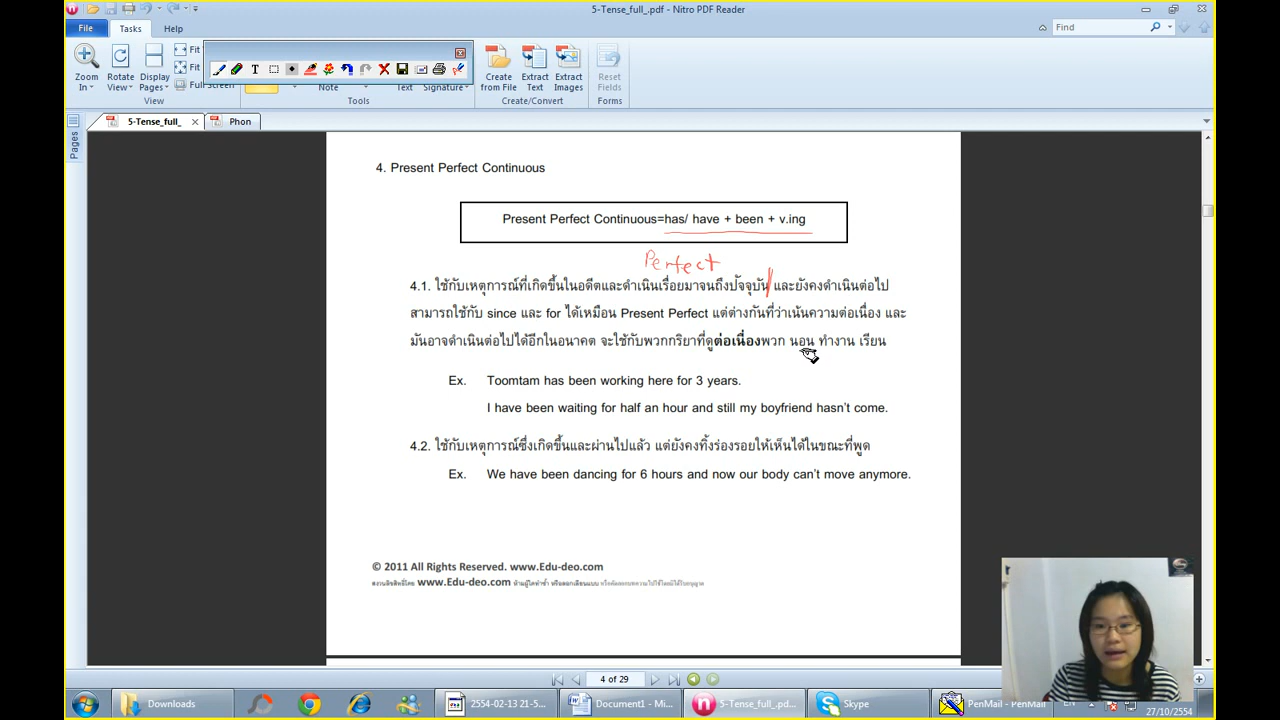 5-Tense_full_.pdf - Nitro PDF Reader
File
Tasks
Help
Find
Fit
Fit
Full Screen
Zoom In
Rotate View
Display Pages
View
Note
Tools
Text
Signature
Create from File
Extract Text
Extract Images
Create/Convert
Reset Fields
Forms
5-Tense_full_
Phon
Pages
4. Present Perfect Continuous
Present Perfect Continuous=has/ have + been + v.ing
Perfect
4.1. ใช้กับเหตุการณ์ที่เกิดขึ้นในอดีตและดำเนินเรื่อยมาจนถึงปัจจุบัน และยังคงดำเนินต่อไป
สามารถใช้กับ since และ for ได้เหมือน Present Perfect แต่ต่างกันที่ว่าเน้นความต่อเนื่อง และ
มันอาจดำเนินต่อไปได้อีกในอนาคต จะใช้กับพวกกริยาที่ดูต่อเนื่องพวก นอน ทำงาน เรียน
Ex. Toomtam has been working here for 3 years.
I have been waiting for half an hour and still my boyfriend hasn't come.
4.2. ใช้กับเหตุการณ์ซึ่งเกิดขึ้นและผ่านไปแล้ว แต่ยังคงทิ้งร่องรอยให้เห็นได้ในขณะที่พูด
Ex. We have been dancing for 6 hours and now our body can't move anymore.
© 2011 All Rights Reserved. www.Edu-deo.com
สงวนลิขสิทธิ์ไทย www.Edu-deo.com
4 of 29
Downloads
2554-02-13 21-5...
Document1 - Mi...
5-Tense_full_.pd...
Skype
PenMail - PenMail
EN
27/10/2554